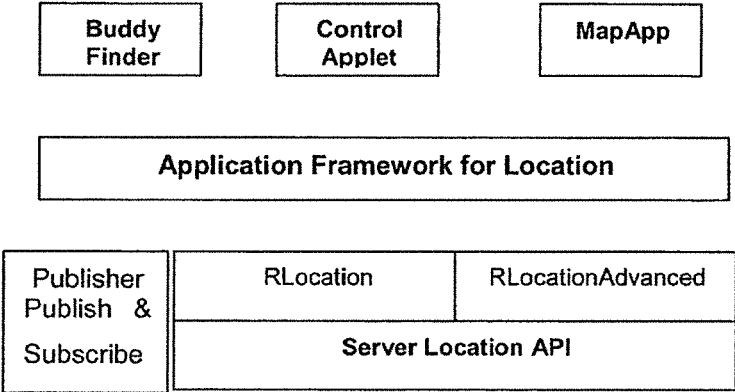 Buddy
Finder
Control
Applet
MapApp
Application Framework for Location
Publisher
Publish &
Subscribe
RLocation
RLocationAdvanced
Server Location API